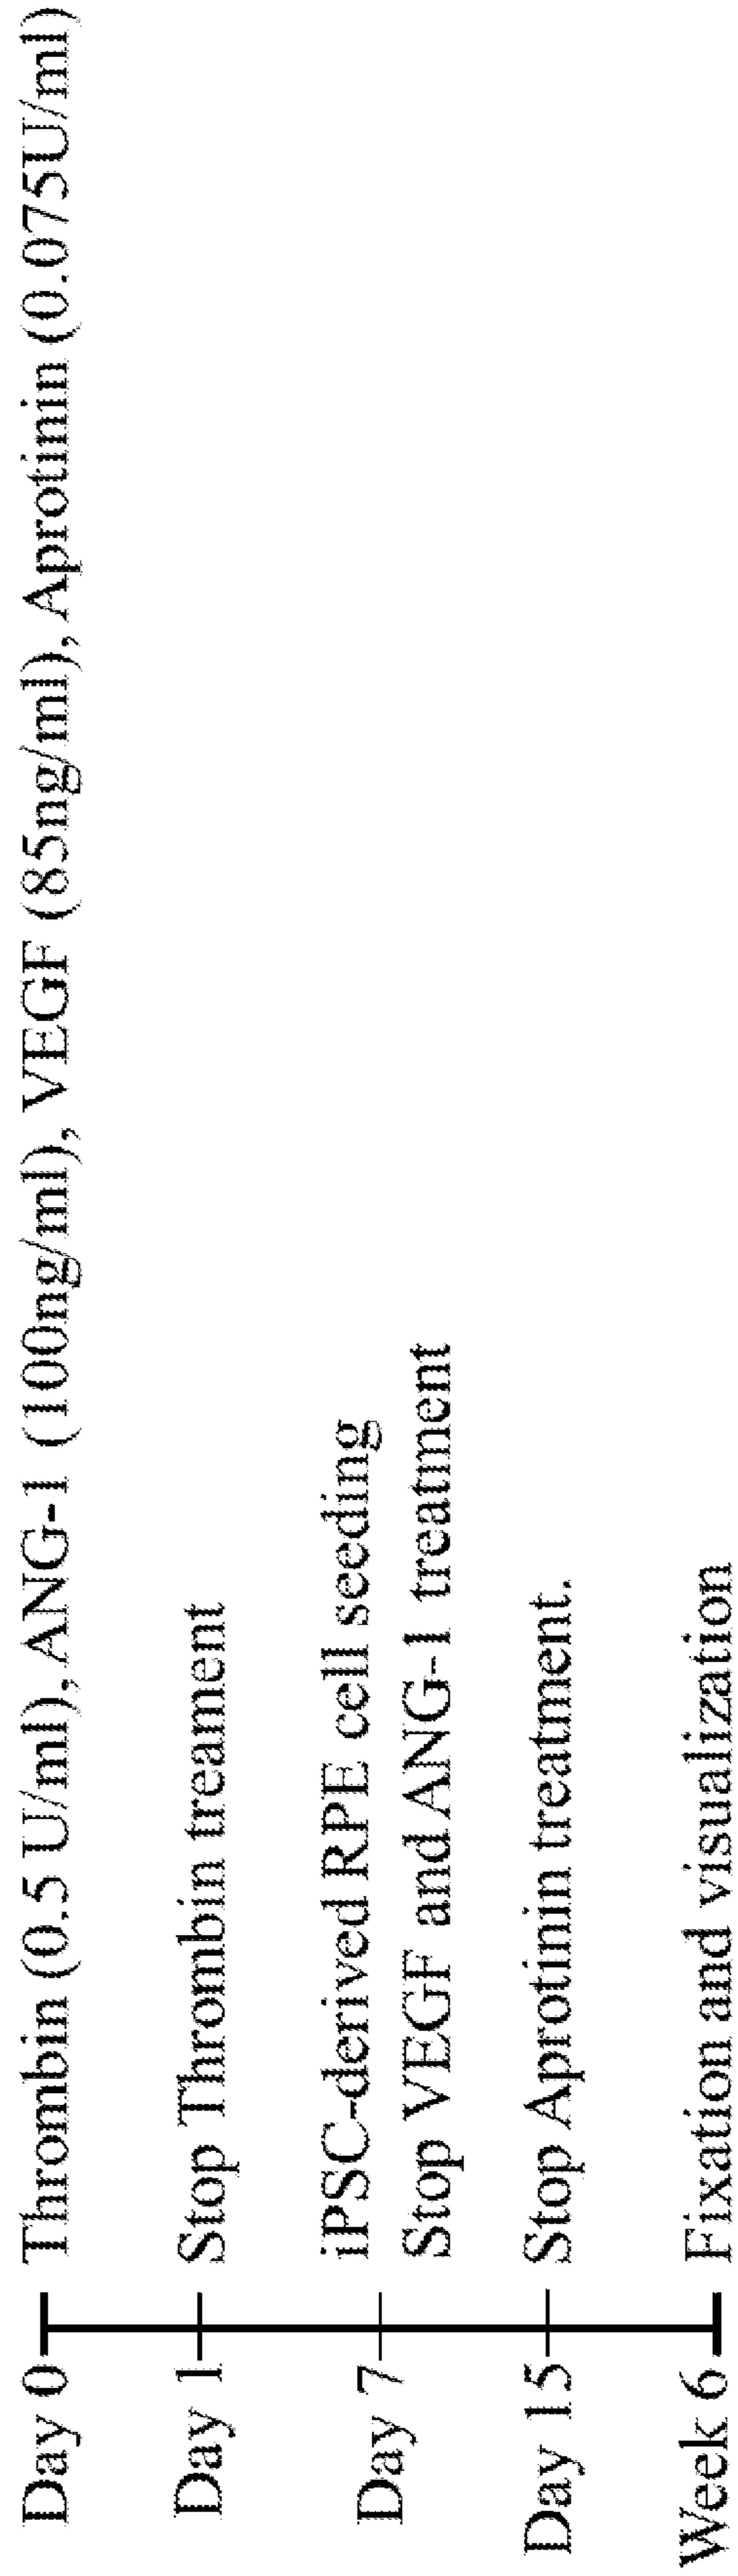 Day 0 Thrombin (0.5 U/ml), ANG-1 (100ng/ml), VEGF (85ng/ml), Aprotinin (0.075U/ml)
Day 1 Stop Thrombin treament
Day 7 iPSC-derived RPE cell seeding
Stop VEGF and ANG-1 treatment
Day 15 Stop Aprotinin treatment.
Week 6 Fixation and visualization